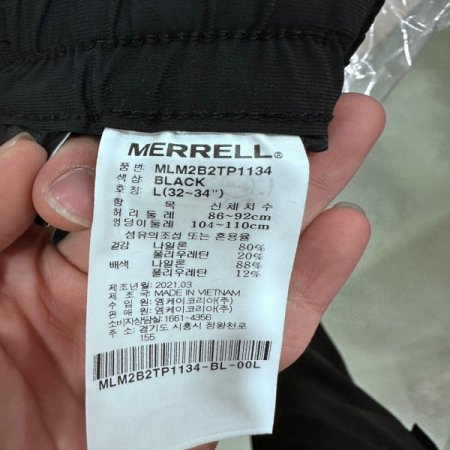 MERRELL®
품 번: MLM2B2TP1134
색 상: BLACK
호 칭: L(32~34")
항 목 신체치수
허리 둘레 86~92cm
엉덩이둘레 104~110cm
섬유의조성 또는 혼용율
겉감 나일론 80%
폴리우레탄 20%
배색 나일론 88%
폴리우레탄 12%
제조년월 : 2021.03
제 조 국 : MADE IN VIETNAM
수 입 원 : 엠케이코리아(주)
판 매 원 : 엠케이코리아(주)
소비자상담실: 1661-4356
주 소 : 경기도 시흥시 정왕천로
155
MLM2B2TP1134-BL-00L